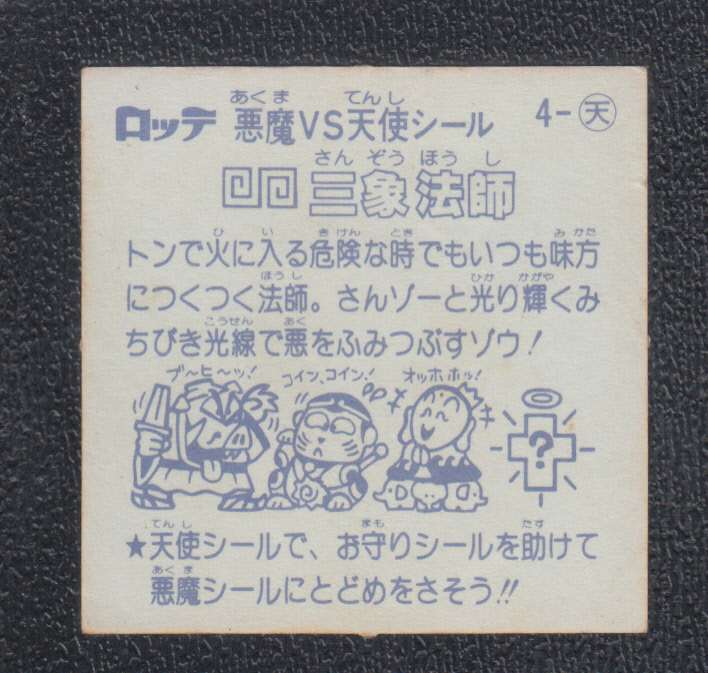 ロッテ 悪魔VS天使シール 4-天
あくま てんし
さんぞうほうし
三象法師
ひ い きけん とき みかた
トンで火に入る危険な時でもいつも味方
ほうし ひか かがや
につくつく法師。さんゾーと光り輝くみ
こうせん あく
ちびき光線で悪をふみつぶすゾウ!
ブ〜ヒ〜ッ! コイン、コイン! オッホホッ!
?
てんし まも たす
★天使シールで、お守りシールを助けて
あくま
悪魔シールにとどめをさそう!!